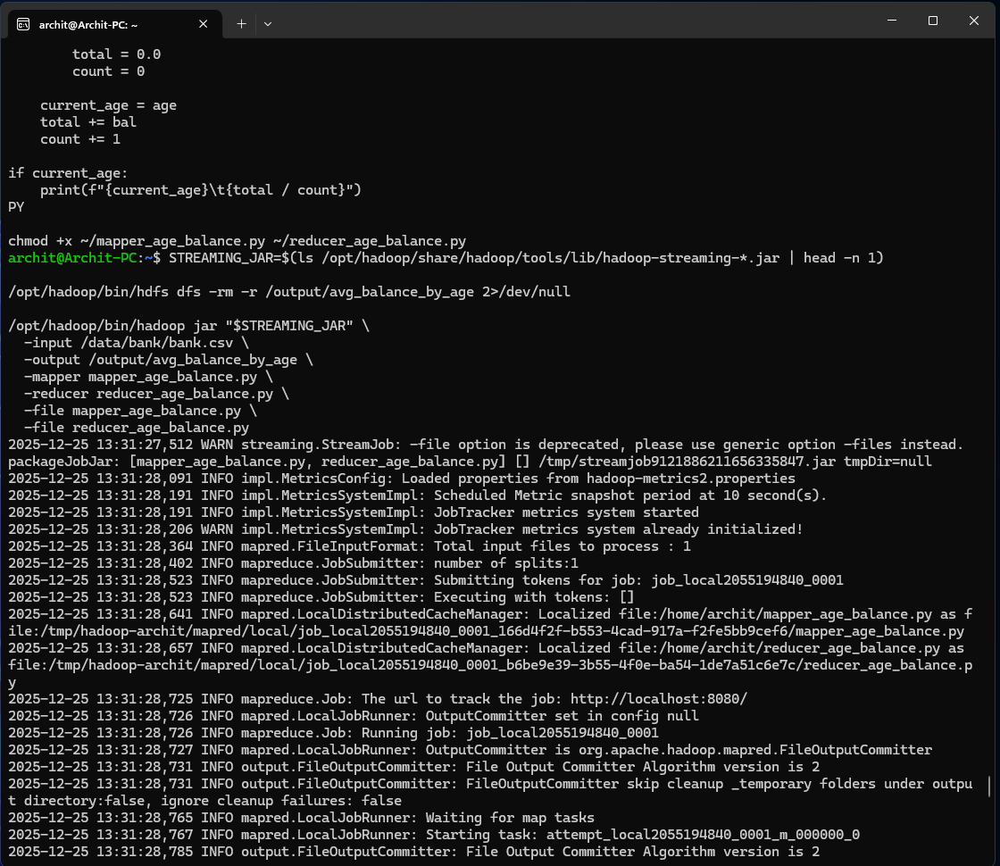 archit@Archit-PC: ~
        total = 0.0
        count = 0

    current_age = age
    total += bal
    count += 1

if current_age:
    print(f"{current_age}\t{total / count}")
PY

chmod +x ~/mapper_age_balance.py ~/reducer_age_balance.py
archit@Archit-PC:~$ STREAMING_JAR=$(ls /opt/hadoop/share/hadoop/tools/lib/hadoop-streaming-*.jar | head -n 1)

/opt/hadoop/bin/hdfs dfs -rm -r /output/avg_balance_by_age 2>/dev/null

/opt/hadoop/bin/hadoop jar "$STREAMING_JAR" \
  -input /data/bank/bank.csv \
  -output /output/avg_balance_by_age \
  -mapper mapper_age_balance.py \
  -reducer reducer_age_balance.py \
  -file mapper_age_balance.py \
  -file reducer_age_balance.py
2025-12-25 13:31:27,512 WARN streaming.StreamJob: -file option is deprecated, please use generic option -files instead.
packageJobJar: [mapper_age_balance.py, reducer_age_balance.py] [] /tmp/streamjob9121886211656335847.jar tmpDir=null
2025-12-25 13:31:28,091 INFO impl.MetricsConfig: Loaded properties from hadoop-metrics2.properties
2025-12-25 13:31:28,191 INFO impl.MetricsSystemImpl: Scheduled Metric snapshot period at 10 second(s).
2025-12-25 13:31:28,191 INFO impl.MetricsSystemImpl: JobTracker metrics system started
2025-12-25 13:31:28,206 WARN impl.MetricsSystemImpl: JobTracker metrics system already initialized!
2025-12-25 13:31:28,364 INFO mapred.FileInputFormat: Total input files to process : 1
2025-12-25 13:31:28,402 INFO mapreduce.JobSubmitter: number of splits:1
2025-12-25 13:31:28,523 INFO mapreduce.JobSubmitter: Submitting tokens for job: job_local2055194840_0001
2025-12-25 13:31:28,523 INFO mapreduce.JobSubmitter: Executing with tokens: []
2025-12-25 13:31:28,641 INFO mapred.LocalDistributedCacheManager: Localized file:/home/archit/mapper_age_balance.py as f
ile:/tmp/hadoop-archit/mapred/local/job_local2055194840_0001_166d4f2f-b553-4cad-917a-f2fe5bb9cef6/mapper_age_balance.py
2025-12-25 13:31:28,657 INFO mapred.LocalDistributedCacheManager: Localized file:/home/archit/reducer_age_balance.py as
file:/tmp/hadoop-archit/mapred/local/job_local2055194840_0001_b6be9e39-3b55-4f0e-ba54-1de7a51c6e7c/reducer_age_balance.p
y
2025-12-25 13:31:28,725 INFO mapreduce.Job: The url to track the job: http://localhost:8080/
2025-12-25 13:31:28,726 INFO mapred.LocalJobRunner: OutputCommitter set in config null
2025-12-25 13:31:28,726 INFO mapreduce.Job: Running job: job_local2055194840_0001
2025-12-25 13:31:28,727 INFO mapred.LocalJobRunner: OutputCommitter is org.apache.hadoop.mapred.FileOutputCommitter
2025-12-25 13:31:28,731 INFO output.FileOutputCommitter: File Output Committer Algorithm version is 2
2025-12-25 13:31:28,731 INFO output.FileOutputCommitter: FileOutputCommitter skip cleanup _temporary folders under outpu
t directory:false, ignore cleanup failures: false
2025-12-25 13:31:28,765 INFO mapred.LocalJobRunner: Waiting for map tasks
2025-12-25 13:31:28,767 INFO mapred.LocalJobRunner: Starting task: attempt_local2055194840_0001_m_000000_0
2025-12-25 13:31:28,785 INFO output.FileOutputCommitter: File Output Committer Algorithm version is 2